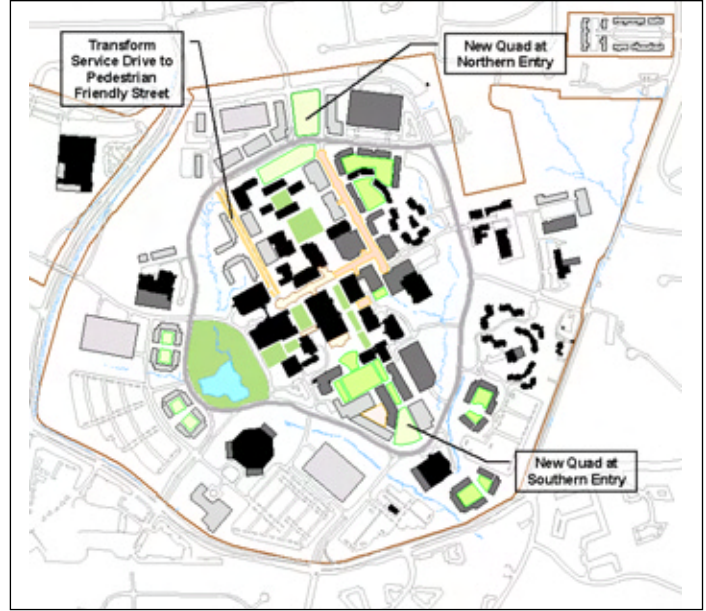 Transform
Service Drive to
Pedestrian
Friendly Street
New Quad at
Northern Entry
New Quad at
Southern Entry